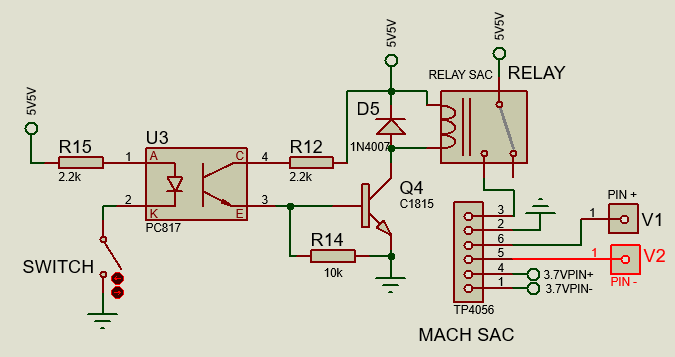 5V5V
5V5V
5V5V
RELAY SAC
RELAY
D5
1N4007
R15
2.2k
1
2
U3
A
K
C
E
PC817
4
3
R12
2.2k
Q4
C1815
R14
10k
SWITCH
3
2
6
5
4
1
TP4056
MACH SAC
PIN +
1
V1
1
V2
PIN -
3.7VPIN+
3.7VPIN-